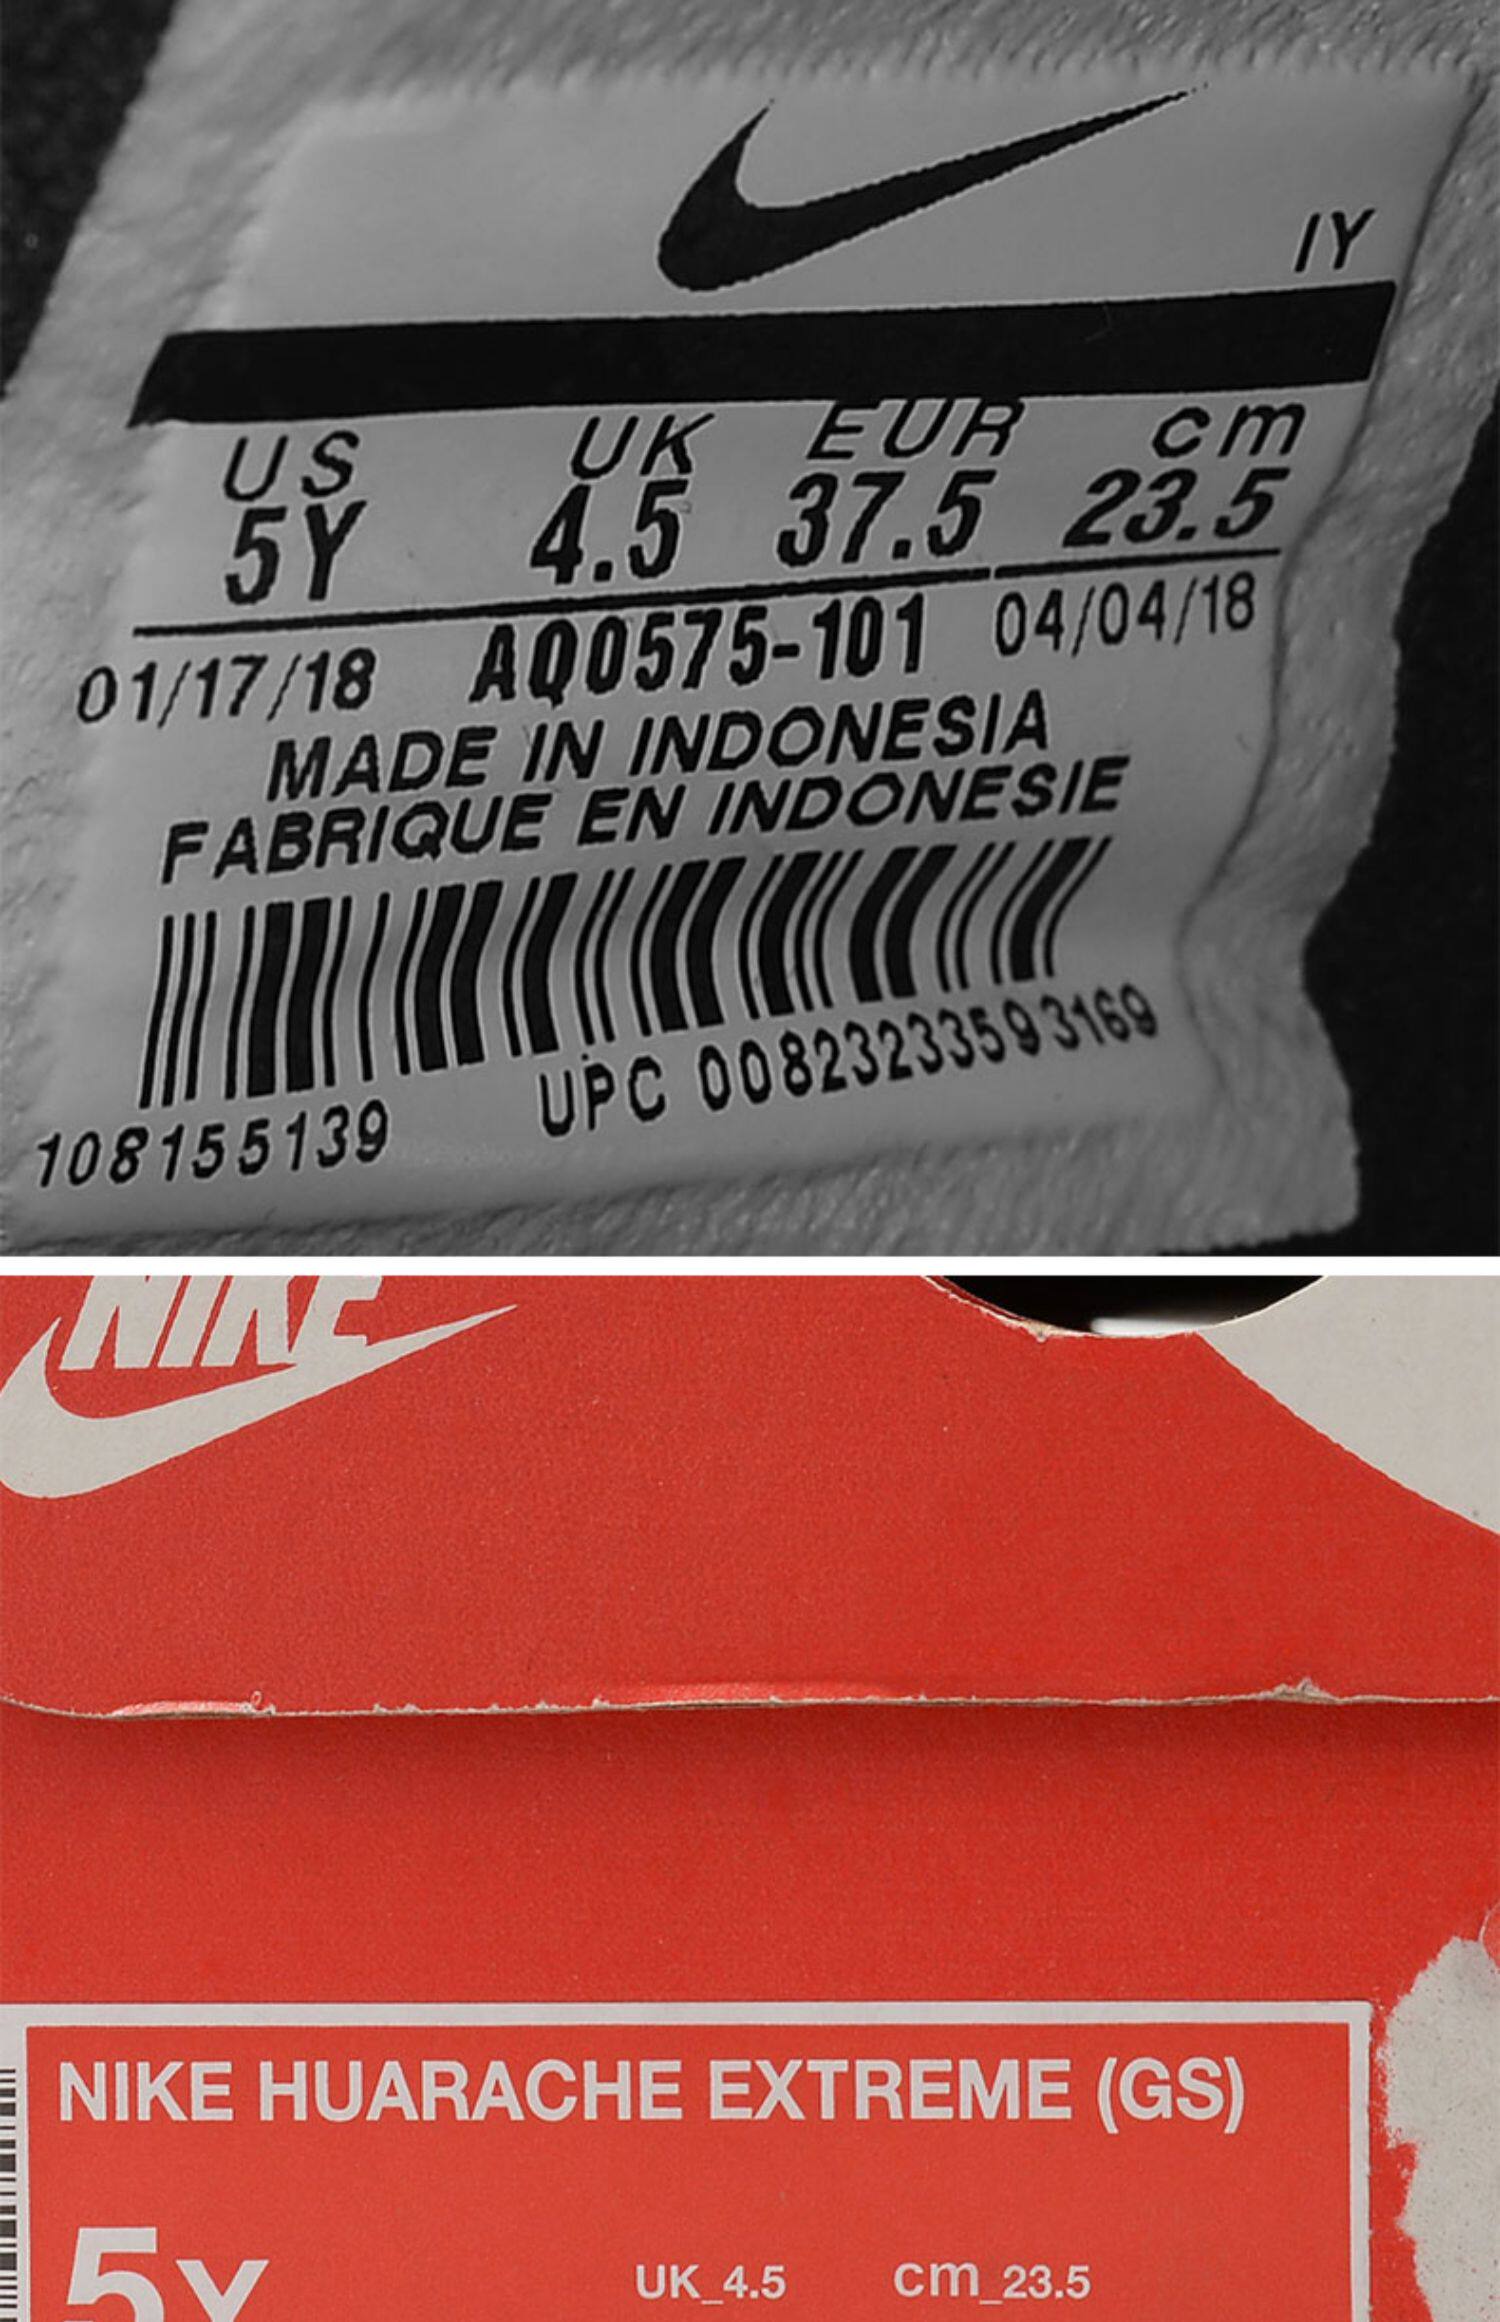 IY
US UK EUR cm
5Y 4.5 37.5 23.5
01/17/18 AQ0575-101 04/04/18
MADE IN INDONESIA
FABRIQUE EN INDONESIE
108155139 UPC 00823233593169
NIKE
NIKE HUARACHE EXTREME (GS)
5Y UK_4.5 cm_23.5